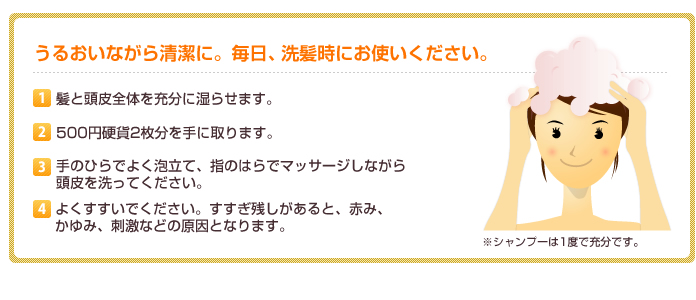 うるおいながら清潔に。毎日、洗髪時にお使いください。
1 髪と頭皮全体を充分に湿らせます。
2 500円硬貨2枚分を手に取ります。
3 手のひらでよく泡立て、指のはらでマッサージしながら
頭皮を洗ってください。
4 よくすすいでください。すすぎ残しがあると、赤み、
かゆみ、刺激などの原因となります。
※シャンプーは1度で充分です。